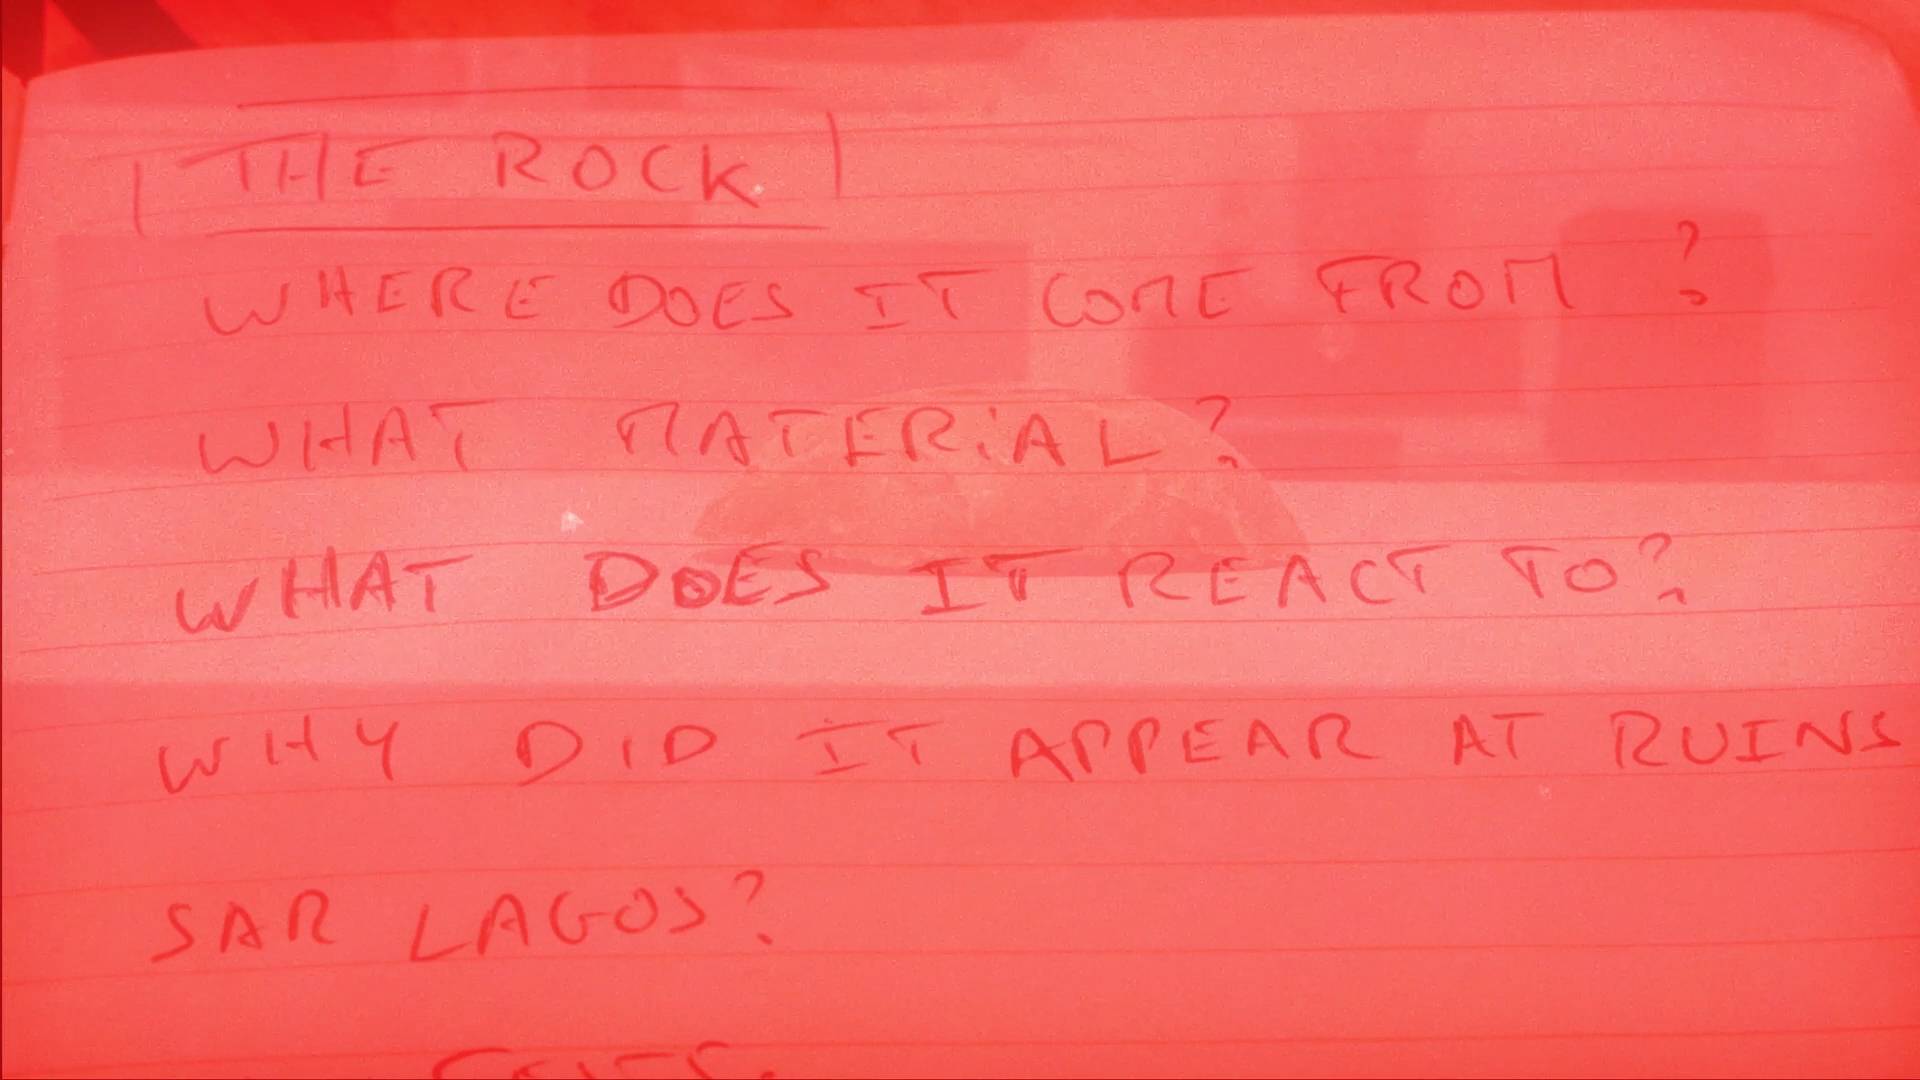 THE ROCK
WHERE DOES IT COME FROM ?
WHAT MATERIAL?
WHAT DOES IT REACT TO?
WHY DID IT APPEAR AT RUINS
SAR LAGOS?